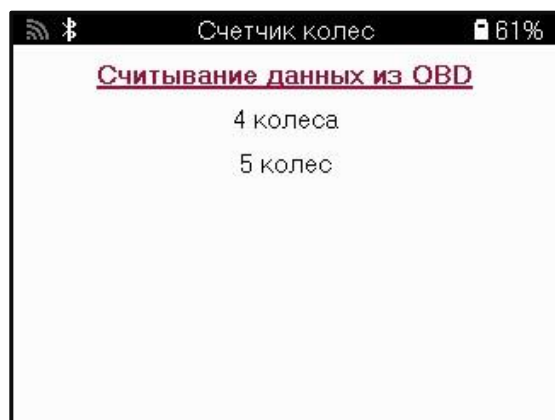 Счетчик колес 61%
Считывание данных из OBD
4 колеса
5 колес